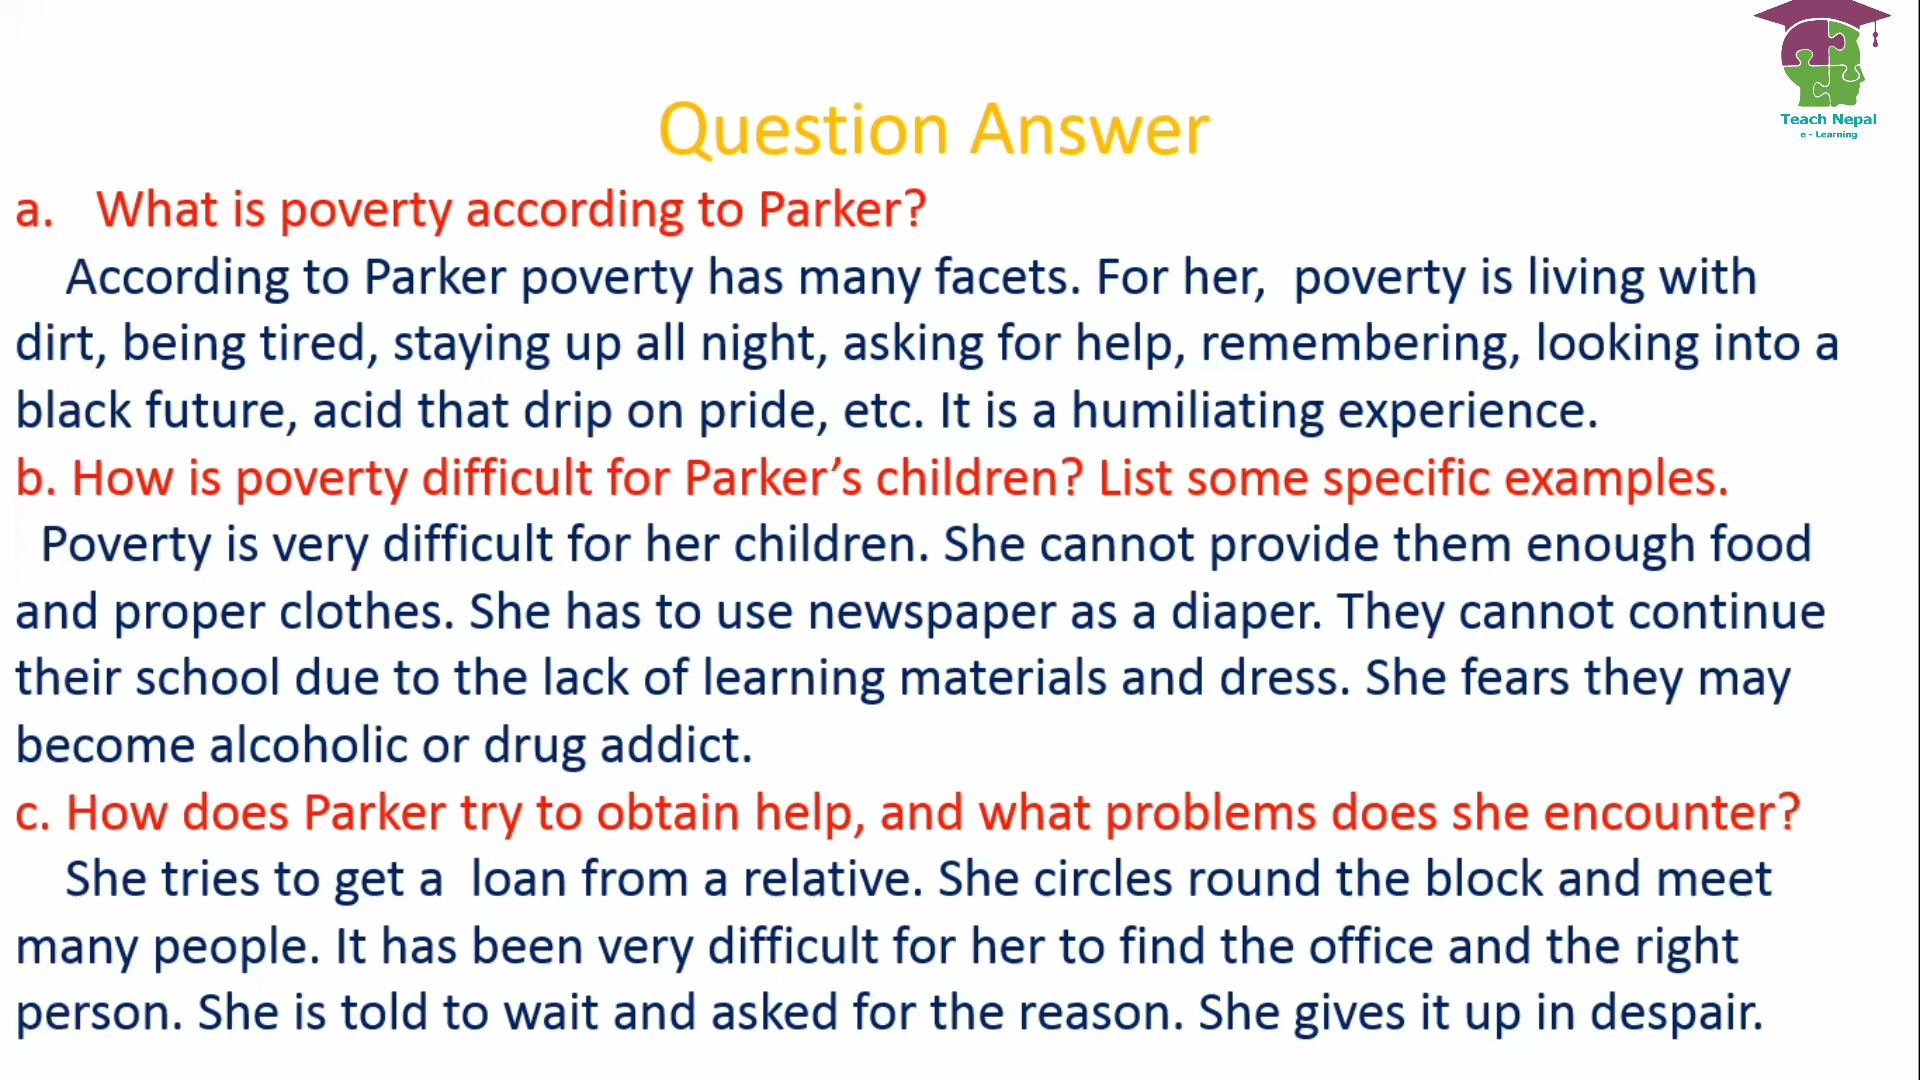 Teach Nepal
e - Learning
Question Answer
a. What is poverty according to Parker?
According to Parker poverty has many facets. For her, poverty is living with
dirt, being tired, staying up all night, asking for help, remembering, looking into a
black future, acid that drip on pride, etc. It is a humiliating experience.
b. How is poverty difficult for Parker’s children? List some specific examples.
Poverty is very difficult for her children. She cannot provide them enough food
and proper clothes. She has to use newspaper as a diaper. They cannot continue
their school due to the lack of learning materials and dress. She fears they may
become alcoholic or drug addict.
c. How does Parker try to obtain help, and what problems does she encounter?
She tries to get a loan from a relative. She circles round the block and meet
many people. It has been very difficult for her to find the office and the right
person. She is told to wait and asked for the reason. She gives it up in despair.